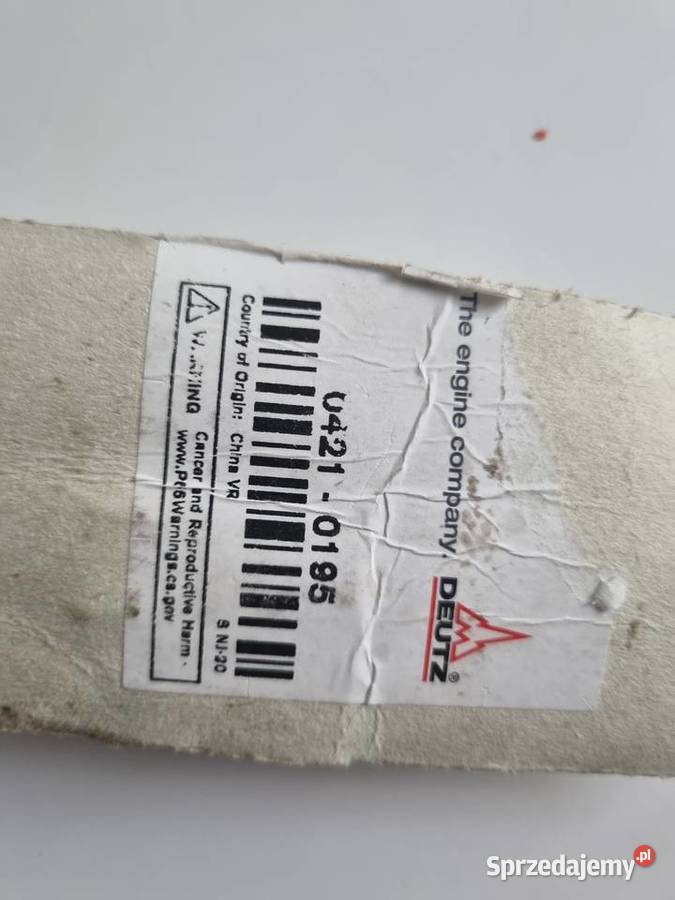 The engine company DEUTZ®
0421 - 0195
Country of Origin: China VR
S NJ-20
WARNING Cancer and Reproductive Harm -
www.P65Warnings.ca.gov
Sprzedajemy.pl